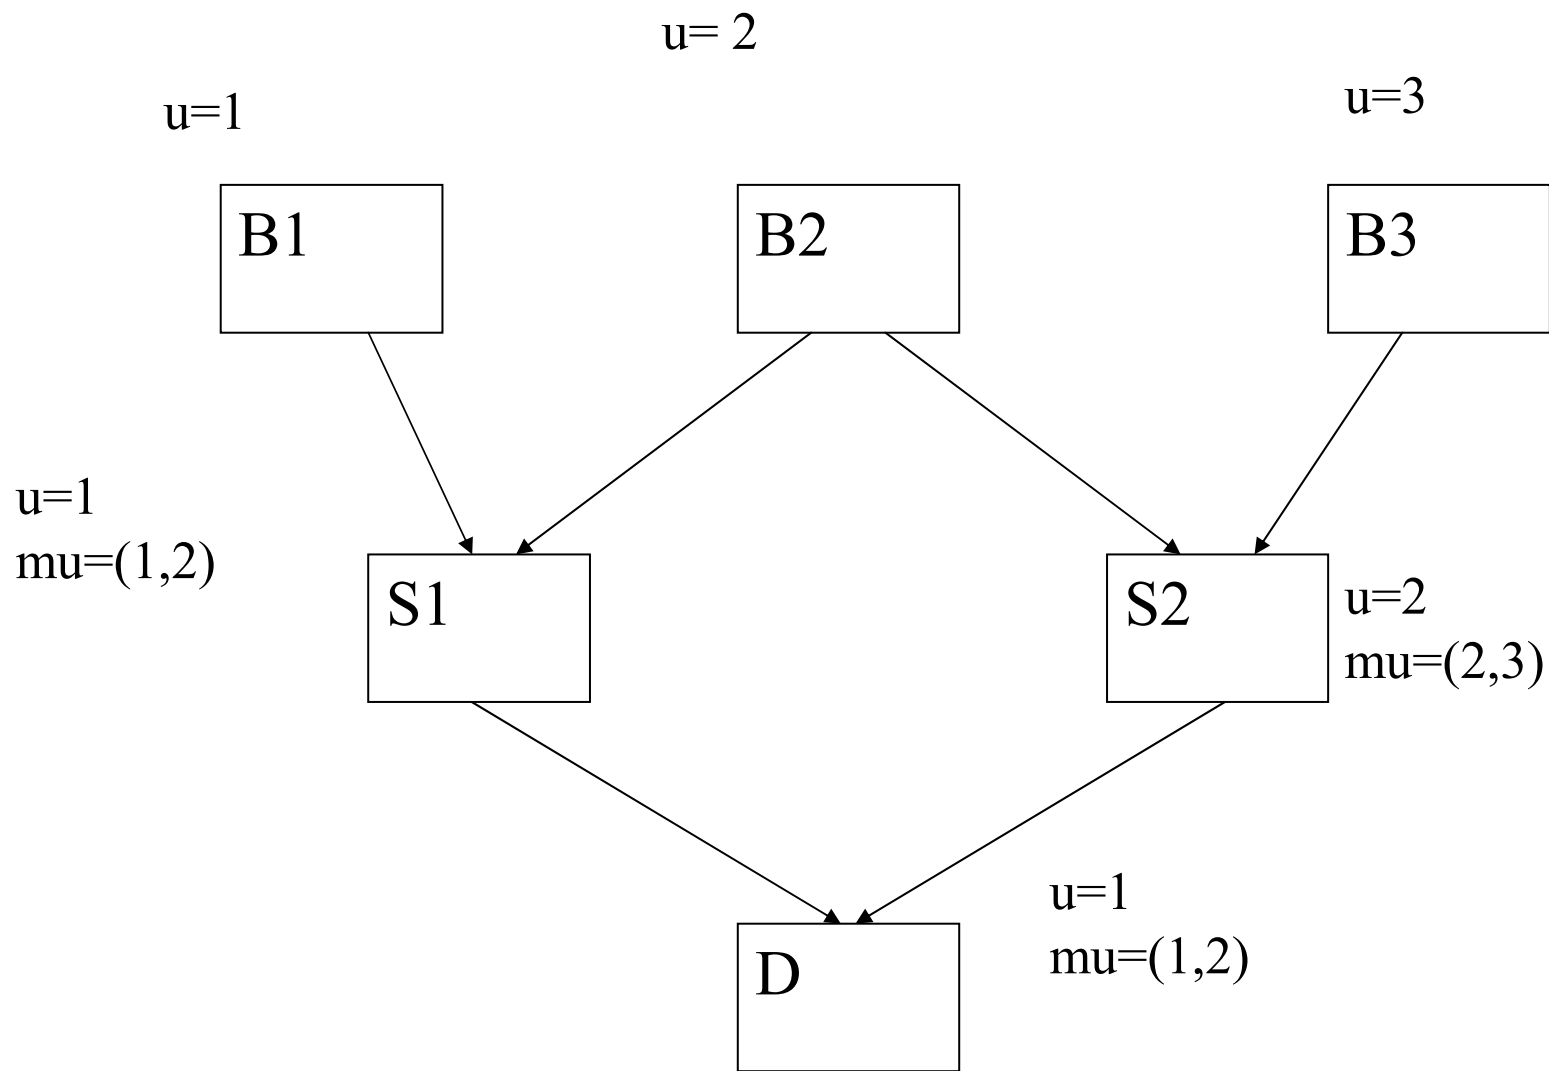 u= 2
u=1
u=3
B1
B2
B3
u=1
mu=(1,2)
S1
S2
u=2
mu=(2,3)
u=1
mu=(1,2)
D